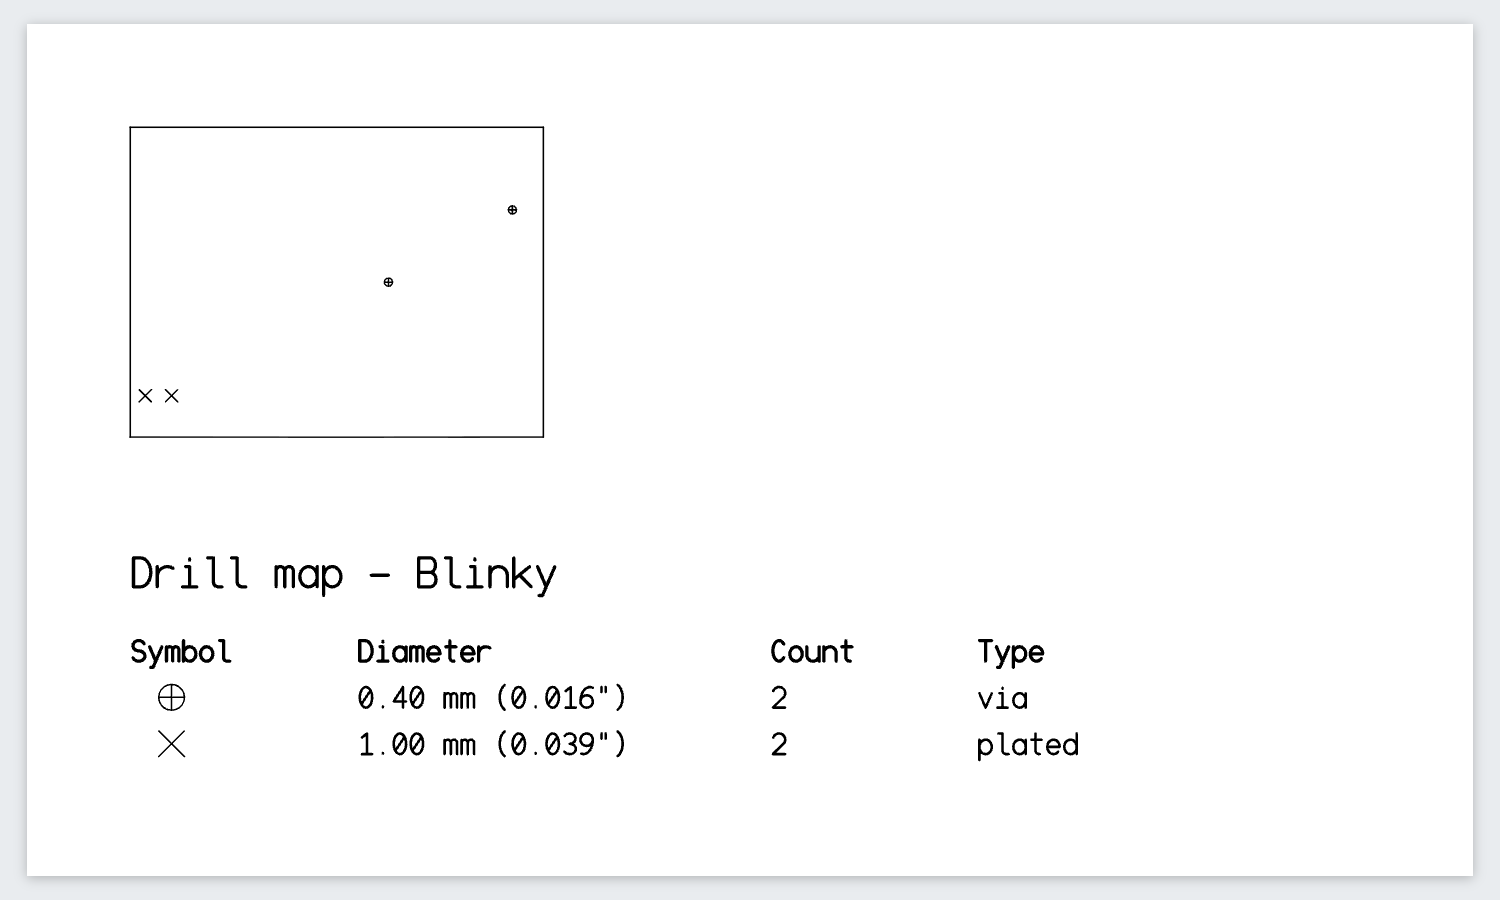 Drill map - Blinky
Symbol Diameter Count Type
0.40 mm (0.016") 2 via
1.00 mm (0.039") 2 plated